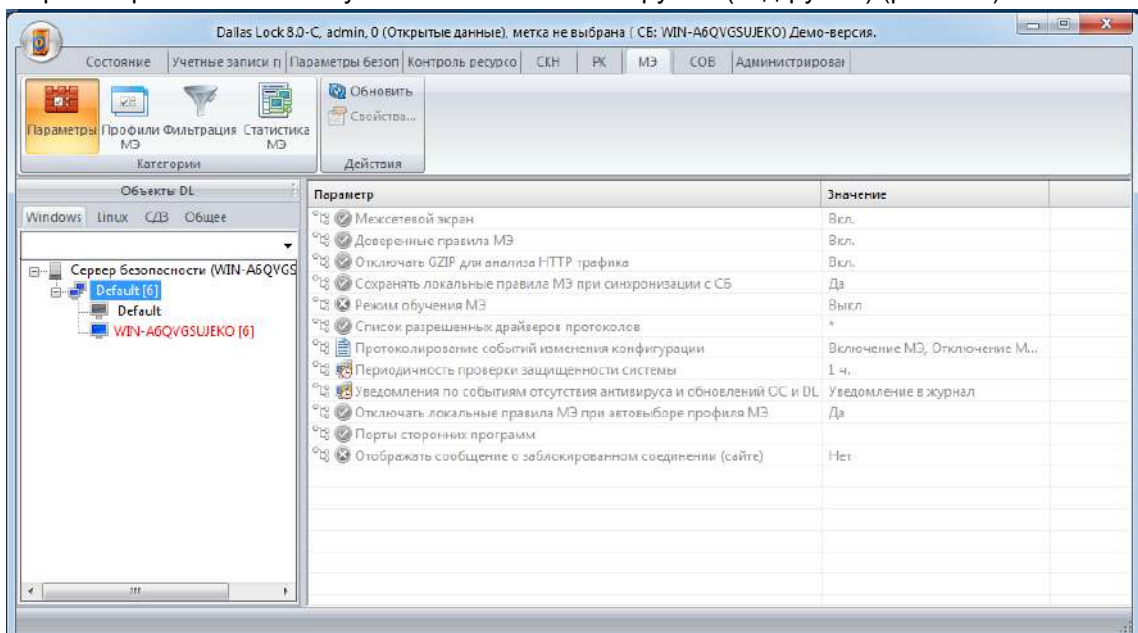 Dallas Lock 8.0-C, admin, 0 (Открытые данные), метка не выбрана [ СБ: WIN-A6QVGSUJEKO) Демо-версия.
Состояние Учетные записи Параметры безоп Контроль ресурсо СКН РК МЭ СОВ Администрирован
Параметры Профили МЭ Фильтрация Статистика МЭ
Обновить
Свойства...
Категории Действия
Объекты DL
Windows Linux СДЗ Общее
Сервер безопасности (WIN-A6QVGS
Default [6]
Default
WIN-A6QVGSUJEKO [6]
Параметр Значение
Межсетевой экран Вкл.
Доверенные правила МЭ Вкл.
Отключать GZIP для анализа HTTP трафика Вкл.
Сохранять локальные правила МЭ при синхронизации с СБ Да
Режим обучения МЭ Выкл
Список разрешенных драйверов протоколов *
Протоколирование событий изменения конфигурации Включение МЭ, Отключение М...
Периодичность проверки защищенности системы 1 ч.
Уведомления по событиям отсутствия антивируса и обновлений ОС и DL Уведомление в журнал
Отключать локальные правила МЭ при автовыборе профиля МЭ Да
Порты сторонних программ
Отображать сообщение о заблокированном соединении (сайте) Нет